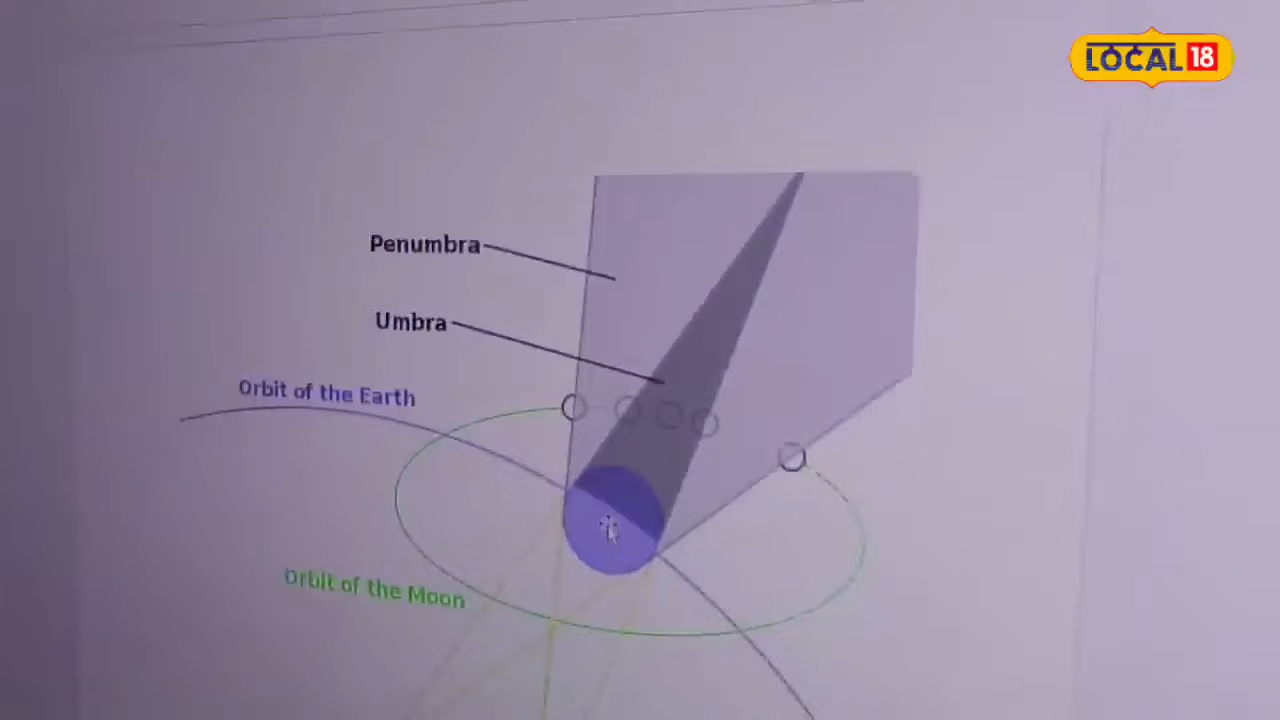 LOCAL 18
Penumbra
Umbra
Orbit of the Earth
Orbit of the Moon